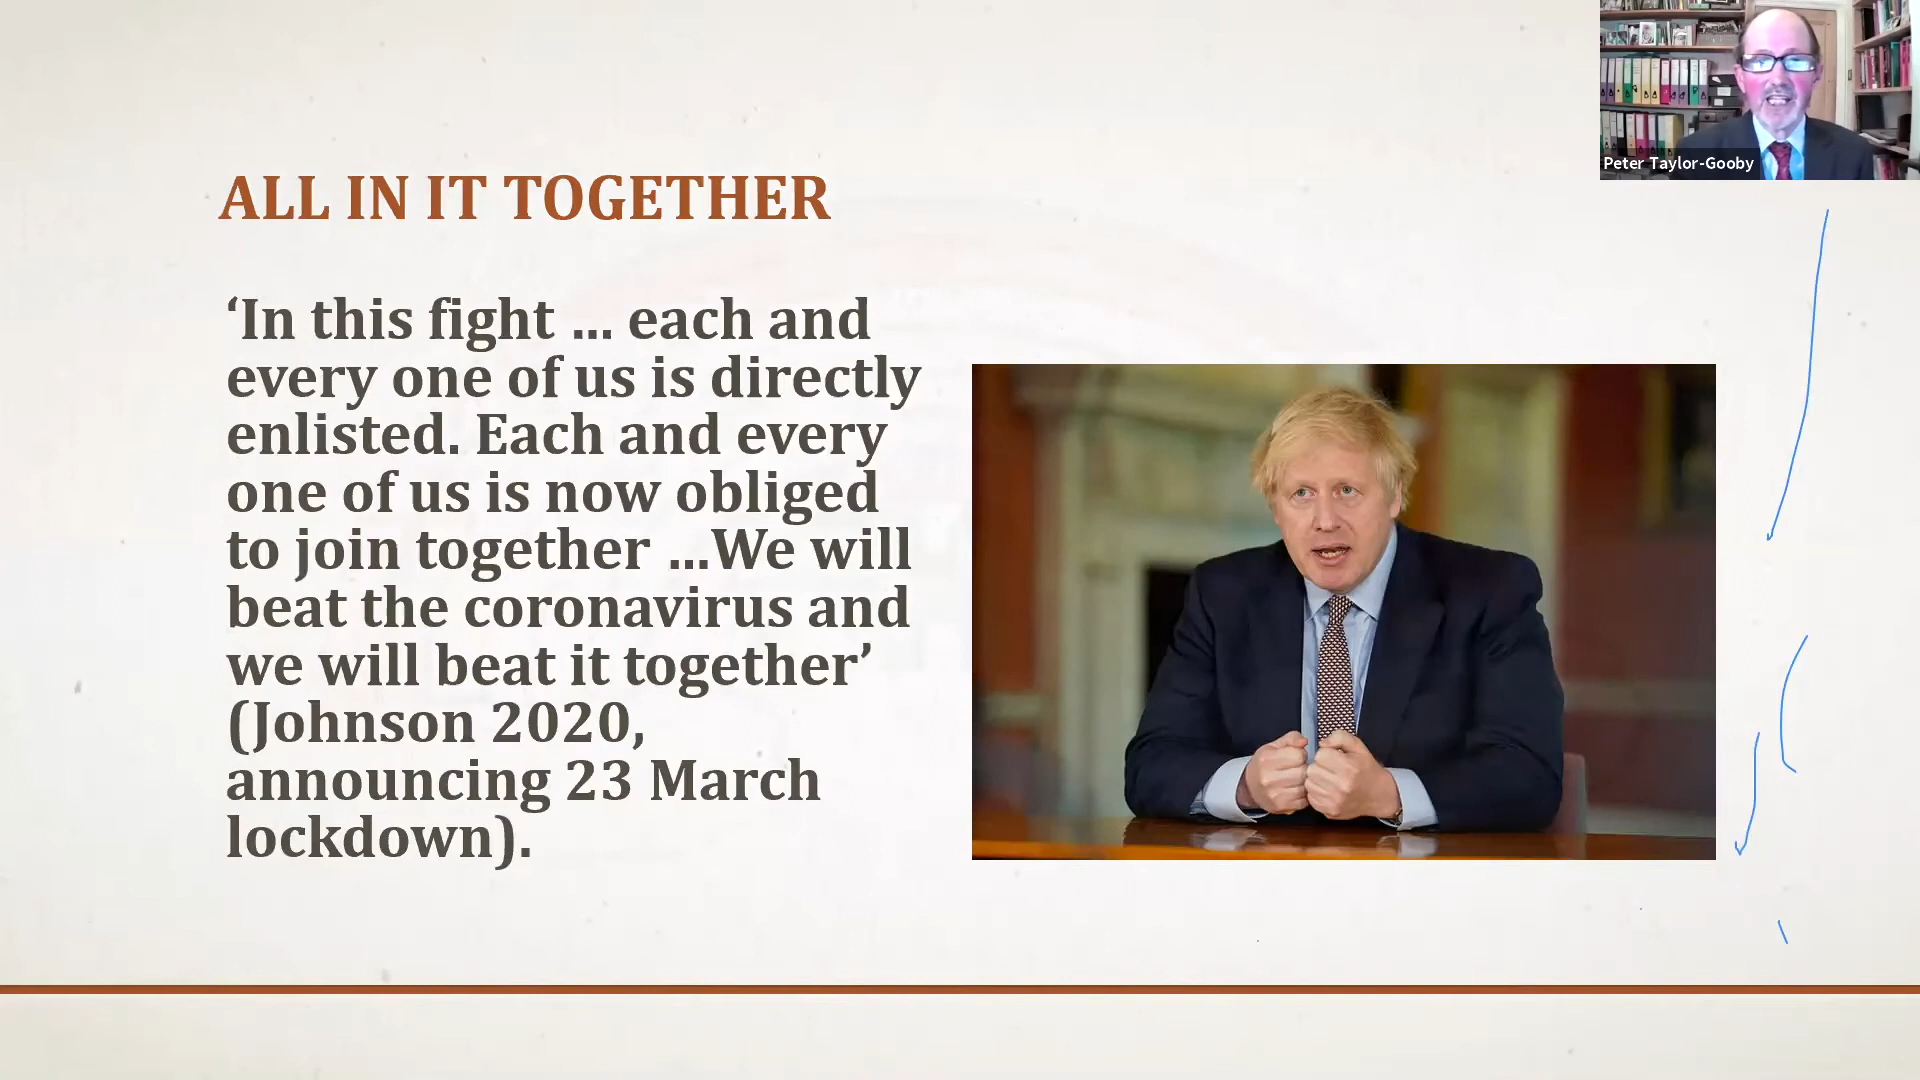 Peter Taylor-Gooby
ALL IN IT TOGETHER
‘In this fight ... each and
every one of us is directly
enlisted. Each and every
one of us is now obliged
to join together ...We will
beat the coronavirus and
we will beat it together’
(Johnson 2020,
announcing 23 March
lockdown).